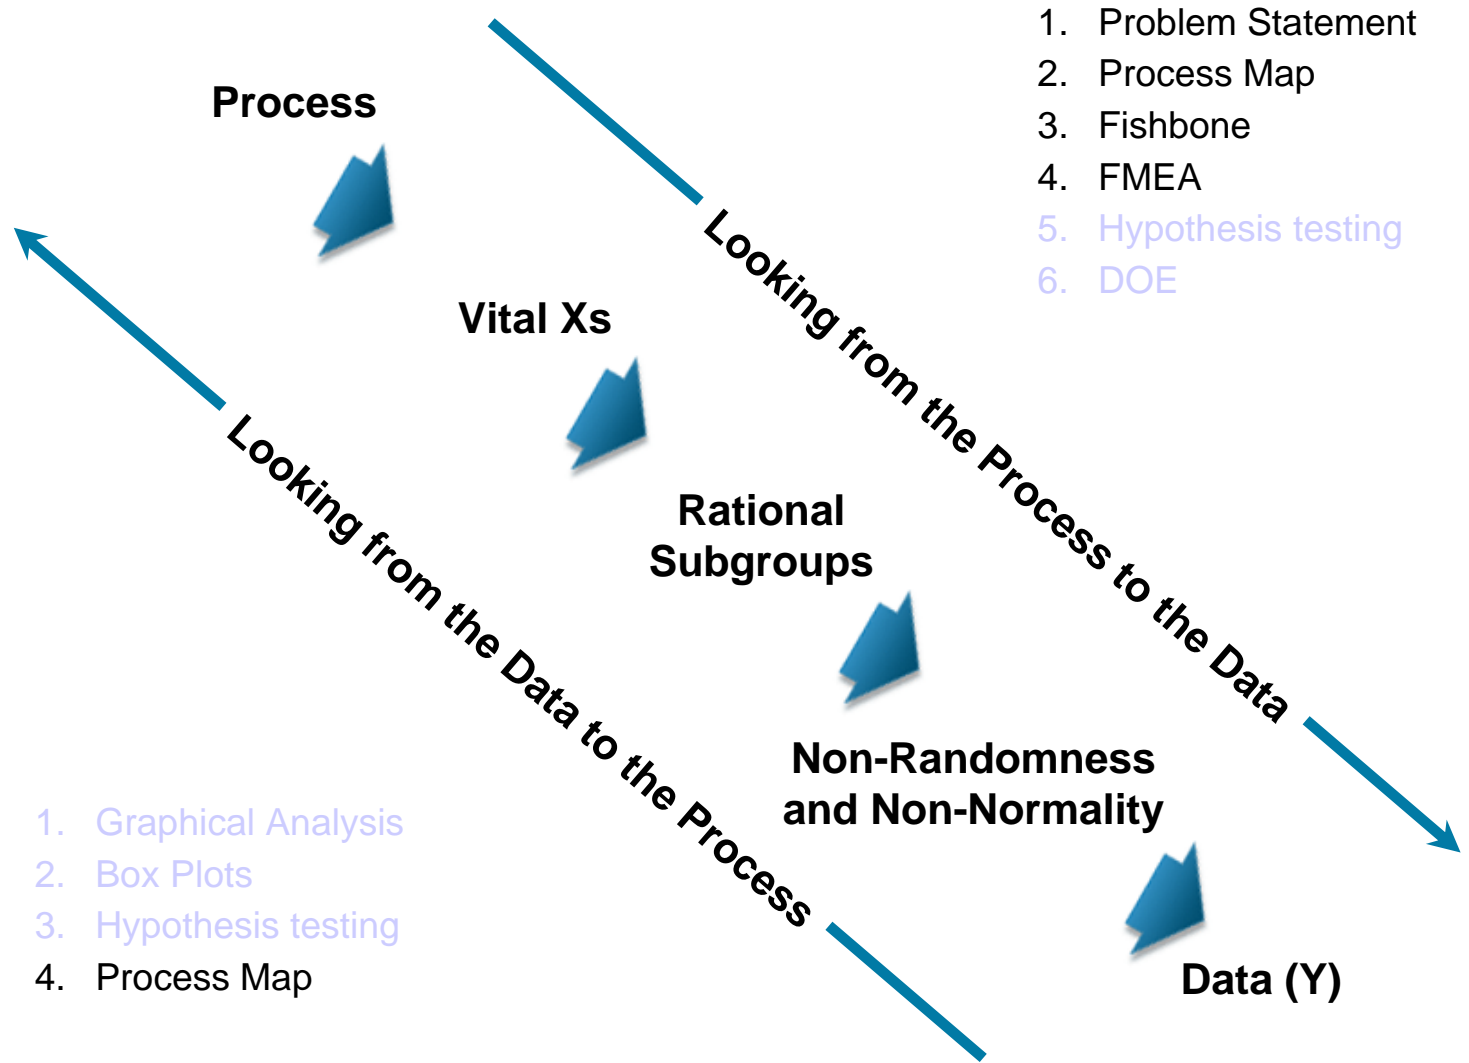 1. Problem Statement
2. Process Map
3. Fishbone
4. FMEA
5. Hypothesis testing
6. DOE
Process
Vital Xs
Rational
Subgroups
Non-Randomness
and Non-Normality
Data (Y)
Looking from the Process to the Data
Looking from the Data to the Process
1. Graphical Analysis
2. Box Plots
3. Hypothesis testing
4. Process Map